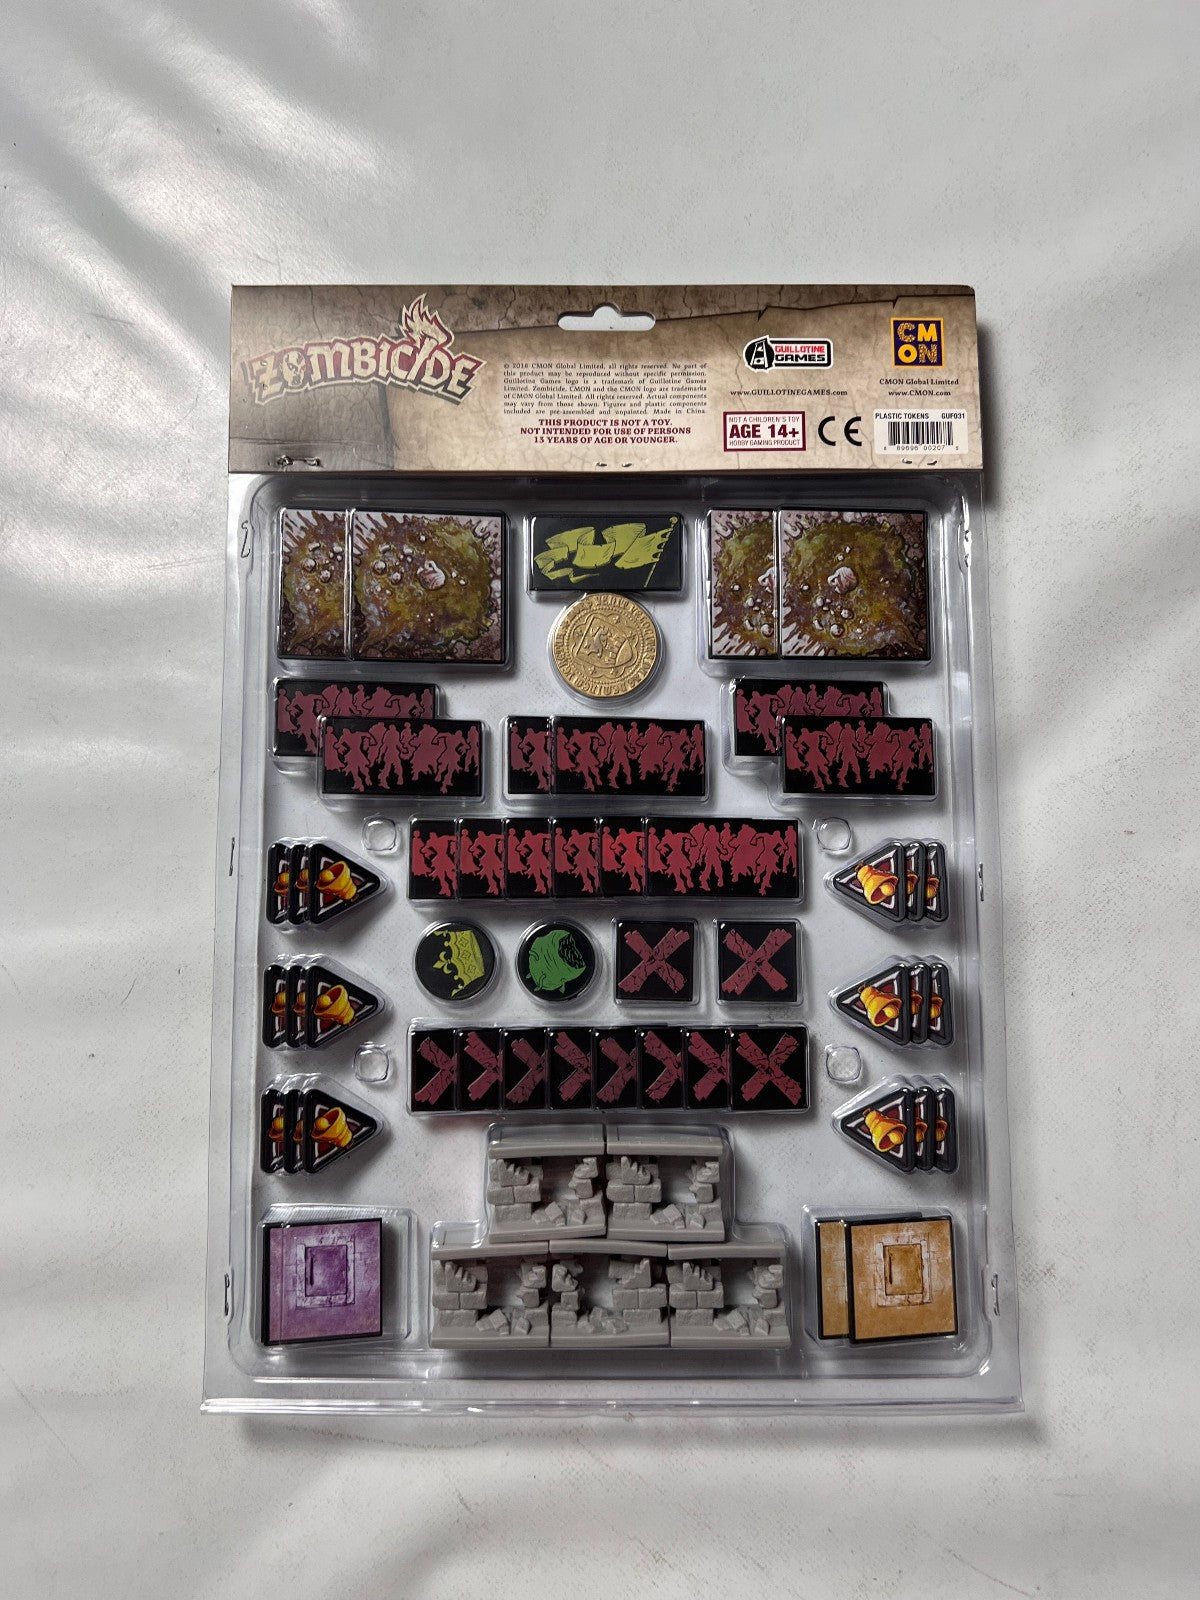 ZOMBICIDE
© 2016 CMON Global Limited, all rights reserved. No part of
this product may be reproduced without specific permission.
Guillotine Games logo is a trademark of Guillotine Games
Limited. Zombicide, CMON and the CMON logo are trademarks
of CMON Global Limited. All rights reserved. Actual components
may vary from those shown. Figures and plastic components
included are pre-assembled and unpainted. Made in China.
THIS PRODUCT IS NOT A TOY.
NOT INTENDED FOR USE OF PERSONS
13 YEARS OF AGE OR YOUNGER.
GUILLOTINE
GAMES
WWW.GUILLOTINEGAMES.com
CMON
CMON Global Limited
www.CMON.com
NOT A CHILDREN'S TOY
AGE 14+
HOBBY GAMING PRODUCT
CE
PLASTIC TOKENS GUF031
8 89696 00207 5